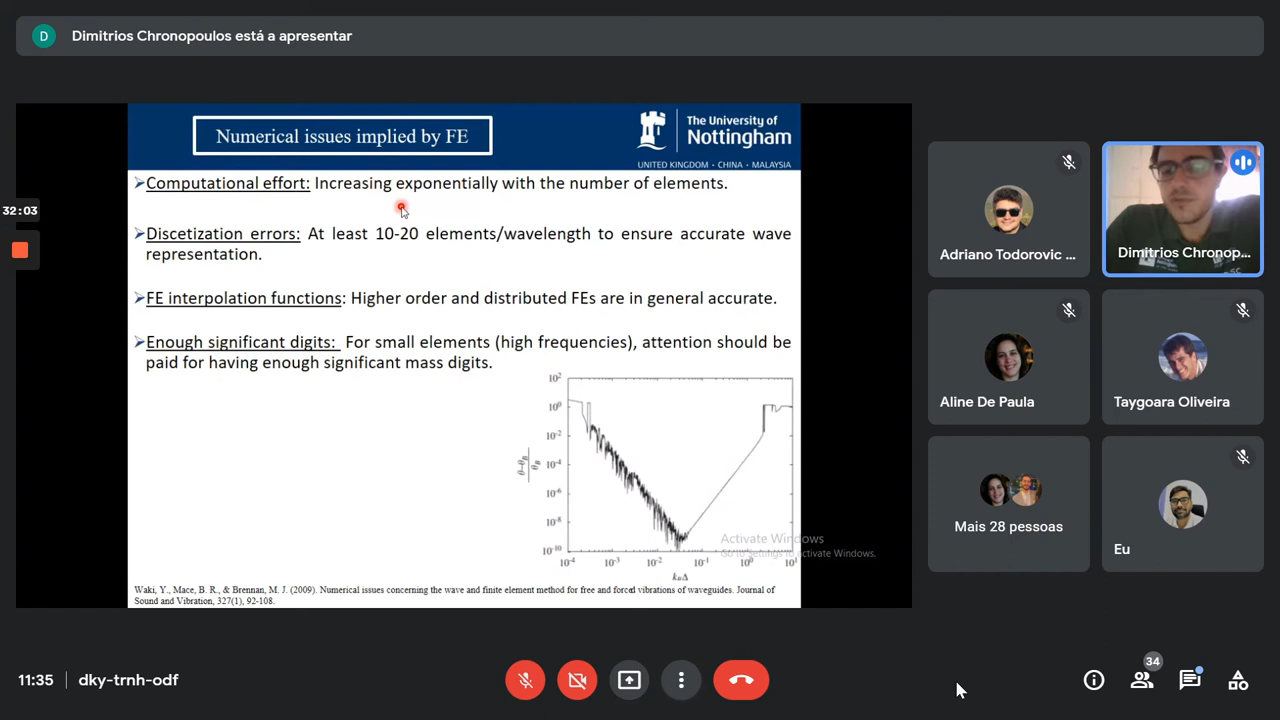 D
Dimitrios Chronopoulos está a apresentar
Numerical issues implied by FE
The University of
Nottingham
UNITED KINGDOM · CHINA · MALAYSIA
Computational effort: Increasing exponentially with the number of elements.
Discetization errors: At least 10-20 elements/wavelength to ensure accurate wave
representation.
FE interpolation functions: Higher order and distributed FEs are in general accurate.
Enough significant digits: For small elements (high frequencies), attention should be
paid for having enough significant mass digits.
10²
10⁰
10⁻²
10⁻⁴
10⁻⁶
10⁻⁸
10⁻¹⁰
10⁻⁴ 10⁻³ 10⁻² 10⁻¹ 10⁰ 10¹
Activate Windows
Go to Settings to activate Windows.
Waki, Y., Mace, B. R., & Brennan, M. J. (2009). Numerical issues concerning the wave and finite element method for free and forced vibrations of waveguides. Journal of
Sound and Vibration, 327(1), 92-108.
32:03
Adriano Todorovic ...
Dimitrios Chronop...
Aline De Paula
Taygoara Oliveira
Mais 28 pessoas
Eu
11:35 | dky-trnh-odf
34